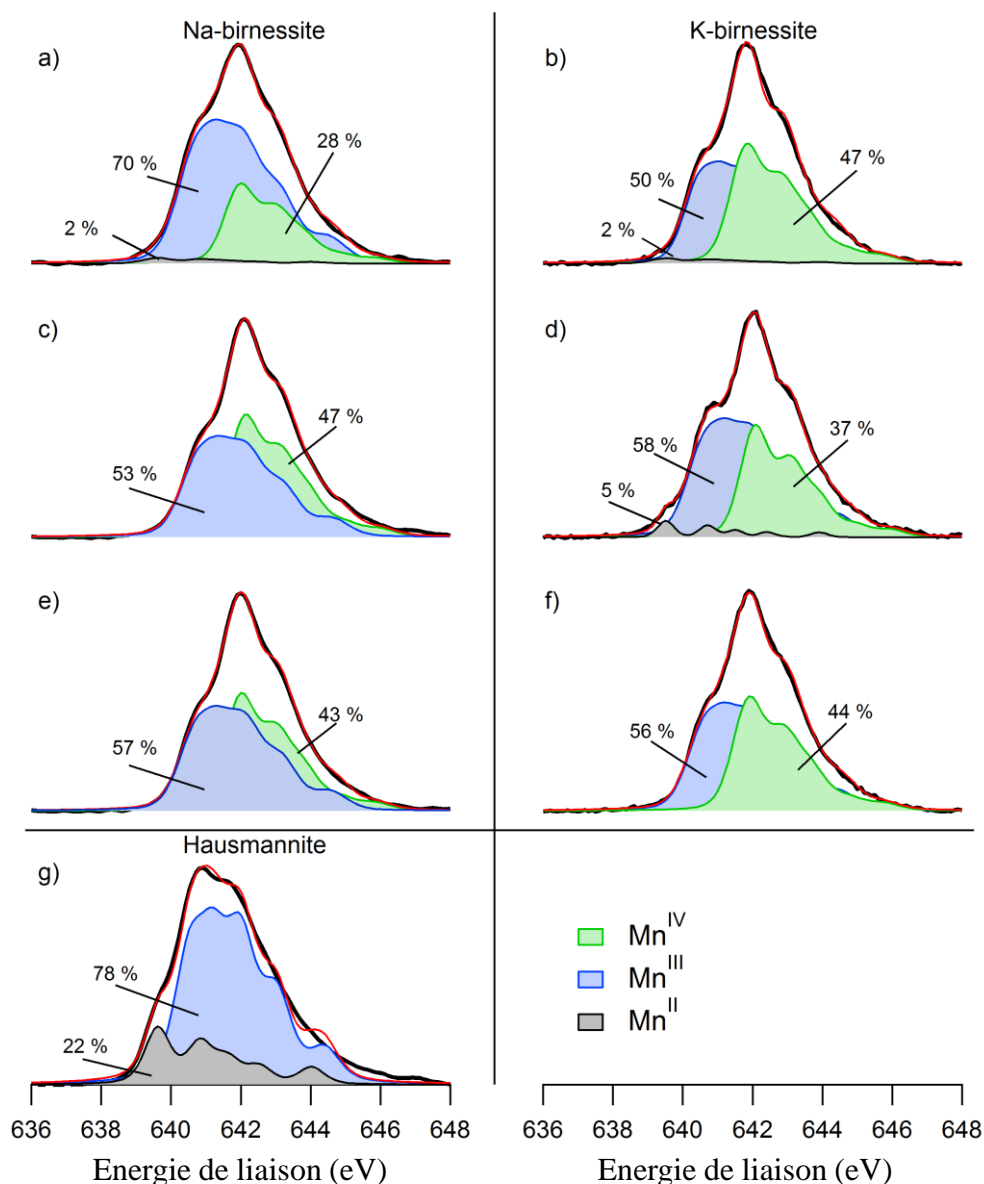 Na-birnessite
K-birnessite
a)
70 %
28 %
2 %
b)
50 %
47 %
2 %
c)
53 %
47 %
d)
58 %
37 %
5 %
e)
57 %
43 %
f)
56 %
44 %
Hausmannite
g)
78 %
22 %
Mn^IV
Mn^III
Mn^II
636 638 640 642 644 646 648
636 638 640 642 644 646 648
Energie de liaison (eV)
Energie de liaison (eV)